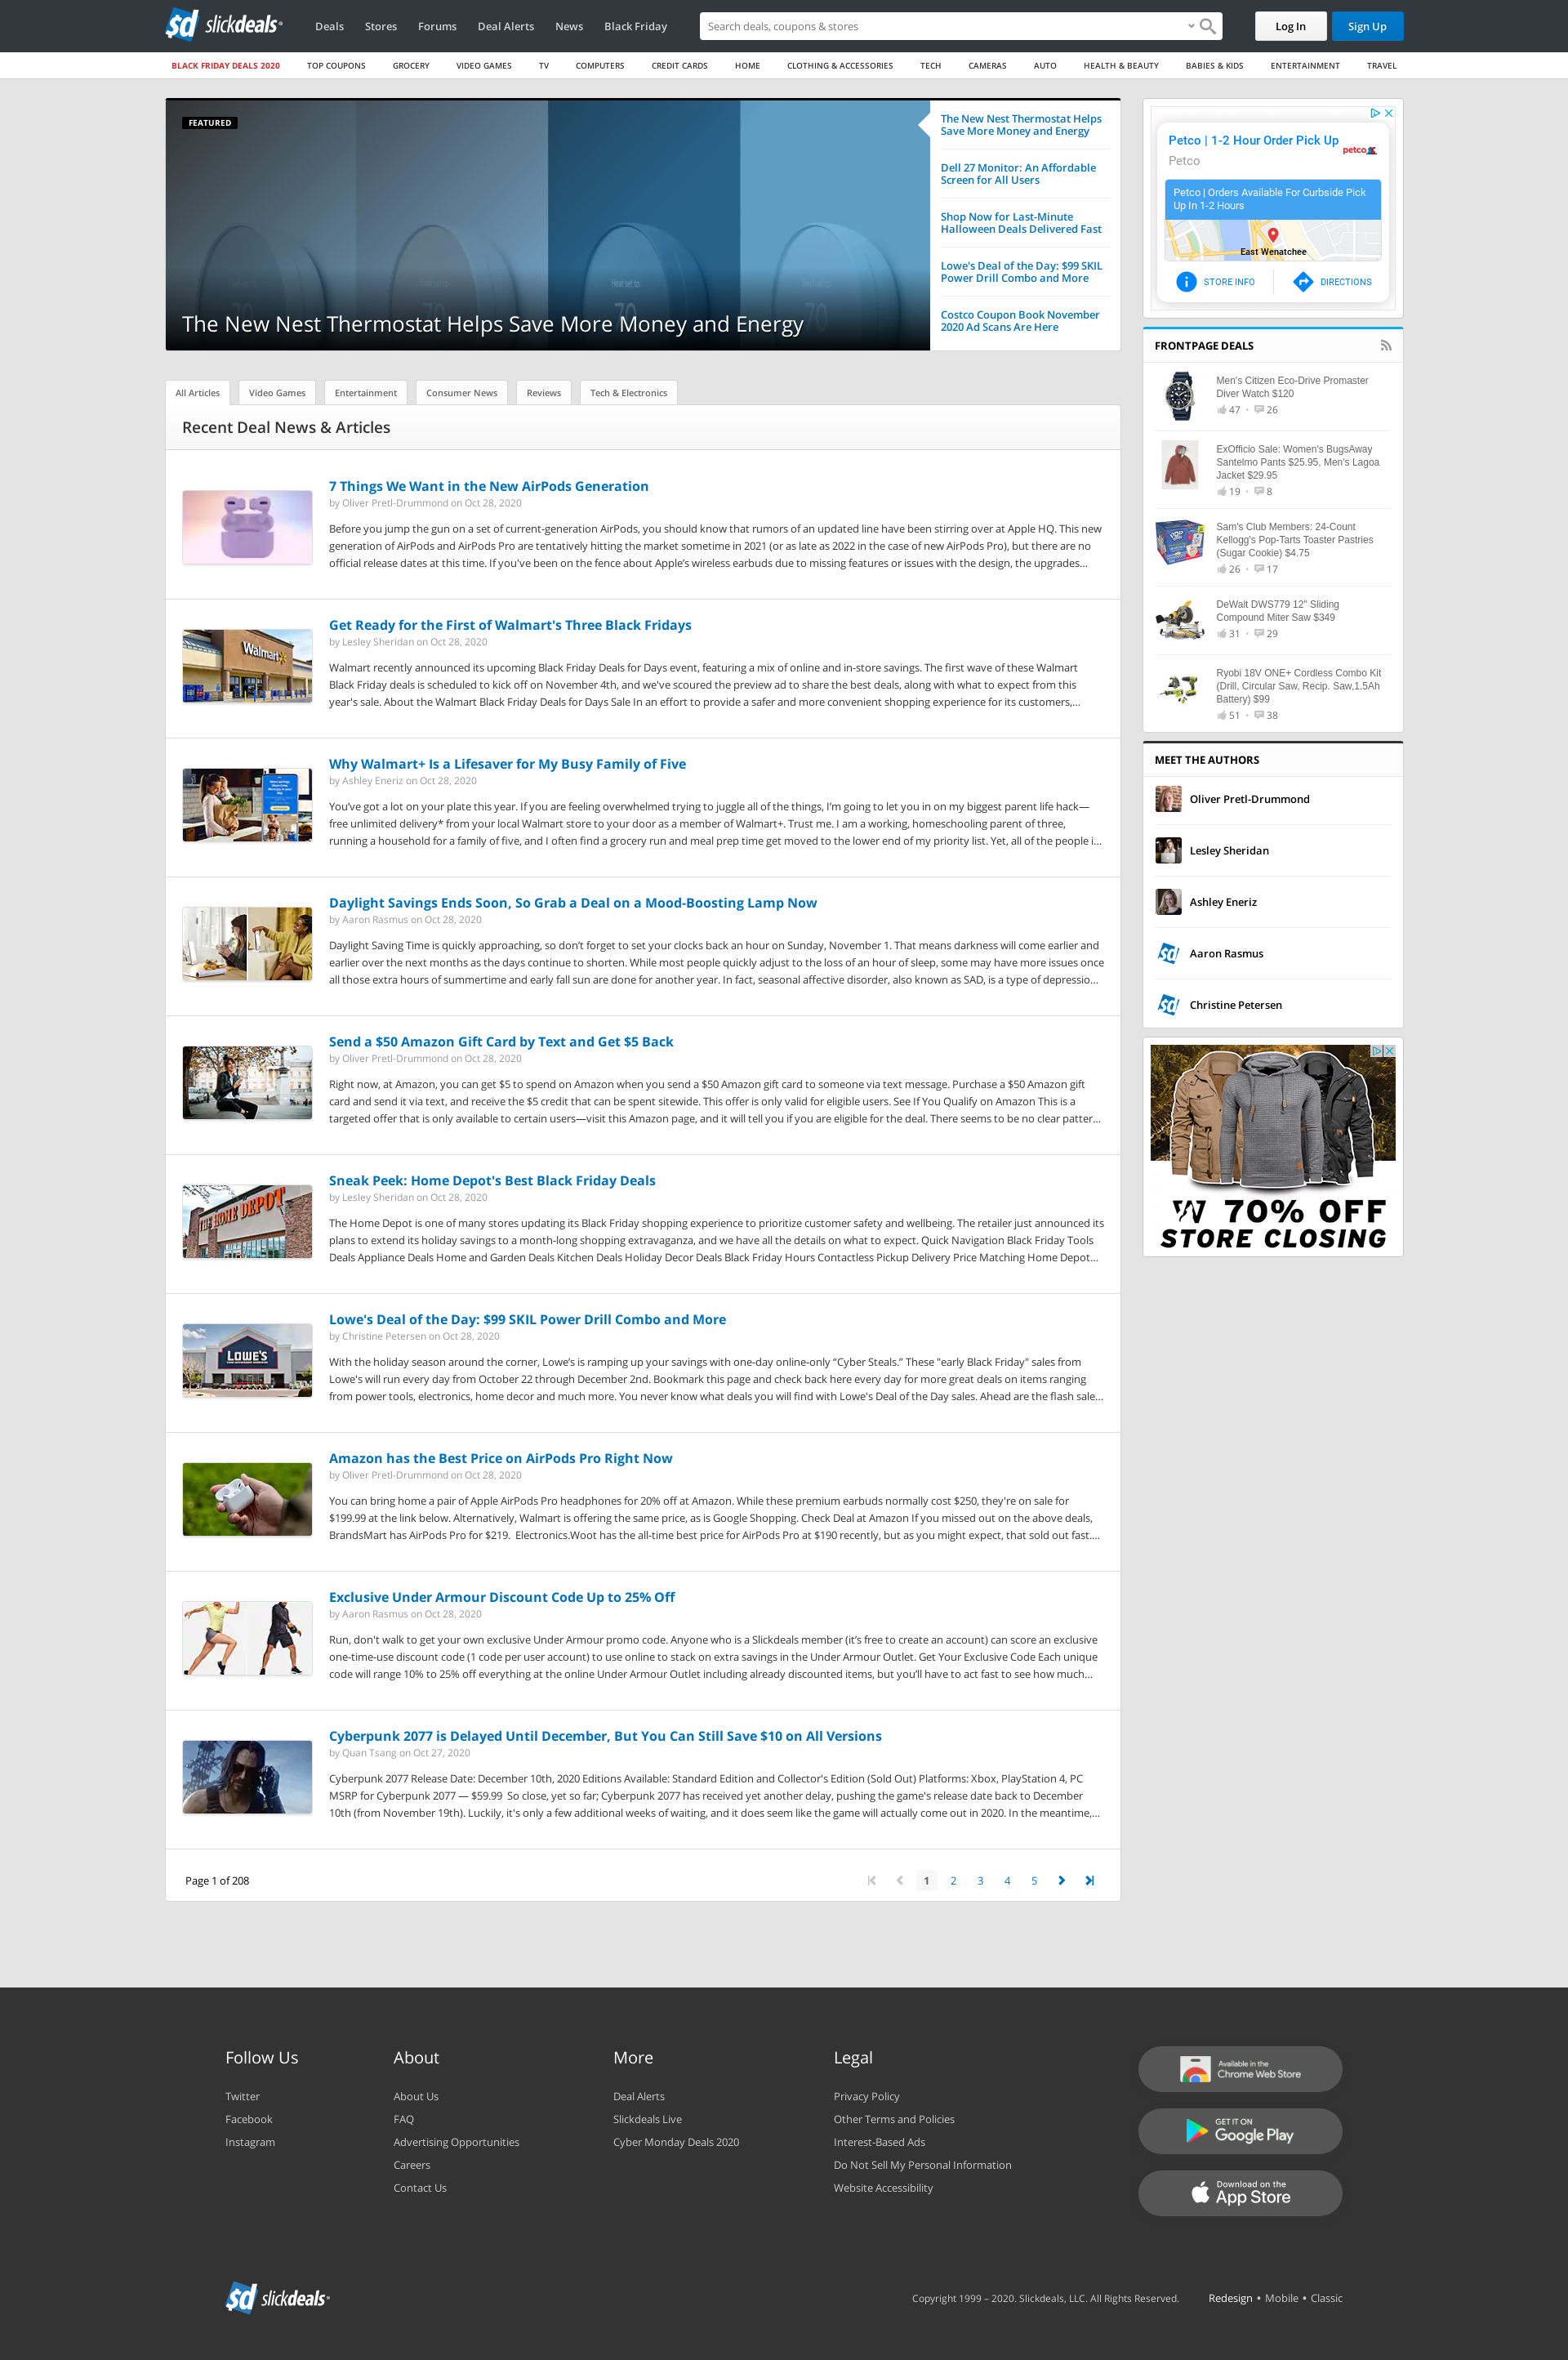 sd slickdeals
Deals
Stores
Forums
Deal Alerts
News
Black Friday
Search deals, coupons & stores
Log In
Sign Up
BLACK FRIDAY DEALS 2020
TOP COUPONS
GROCERY
VIDEO GAMES
TV
COMPUTERS
CREDIT CARDS
HOME
CLOTHING & ACCESSORIES
TECH
CAMERAS
AUTO
HEALTH & BEAUTY
BABIES & KIDS
ENTERTAINMENT
TRAVEL
FEATURED
The New Nest Thermostat Helps Save More Money and Energy
The New Nest Thermostat Helps
Save More Money and Energy
Dell 27 Monitor: An Affordable
Screen for All Users
Shop Now for Last-Minute
Halloween Deals Delivered Fast
Lowe's Deal of the Day: $99 SKIL
Power Drill Combo and More
Costco Coupon Book November
2020 Ad Scans Are Here
All Articles
Video Games
Entertainment
Consumer News
Reviews
Tech & Electronics
Recent Deal News & Articles
7 Things We Want in the New AirPods Generation
by Oliver Pretl-Drummond on Oct 28, 2020
Before you jump the gun on a set of current-generation AirPods, you should know that rumors of an updated line have been stirring over at Apple HQ. This new
generation of AirPods and AirPods Pro are tentatively hitting the market sometime in 2021 (or as late as 2022 in the case of new AirPods Pro), but there are no
official release dates at this time. If you've been on the fence about Apple’s wireless earbuds due to missing features or issues with the design, the upgrades...
Walmart
Get Ready for the First of Walmart's Three Black Fridays
by Lesley Sheridan on Oct 28, 2020
Walmart recently announced its upcoming Black Friday Deals for Days event, featuring a mix of online and in-store savings. The first wave of these Walmart
Black Friday deals is scheduled to kick off on November 4th, and we've scoured the preview ad to share the best deals, along with what to expect from this
year's sale. About the Walmart Black Friday Deals for Days Sale In an effort to provide a safer and more convenient shopping experience for its customers,...
Why Walmart+ Is a Lifesaver for My Busy Family of Five
by Ashley Eneriz on Oct 28, 2020
You’ve got a lot on your plate this year. If you are feeling overwhelmed trying to juggle all of the things, I’m going to let you in on my biggest parent life hack—
free unlimited delivery* from your local Walmart store to your door as a member of Walmart+. Trust me. I am a working, homeschooling parent of three,
running a household for a family of five, and I often find a grocery run and meal prep time get moved to the lower end of my priority list. Yet, all of the people i...
Daylight Savings Ends Soon, So Grab a Deal on a Mood-Boosting Lamp Now
by Aaron Rasmus on Oct 28, 2020
Daylight Saving Time is quickly approaching, so don’t forget to set your clocks back an hour on Sunday, November 1. That means darkness will come earlier and
earlier over the next months as the days continue to shorten. While most people quickly adjust to the loss of an hour of sleep, some may have more issues once
all those extra hours of summertime and early fall sun are done for another year. In fact, seasonal affective disorder, also known as SAD, is a type of depressio...
Send a $50 Amazon Gift Card by Text and Get $5 Back
by Oliver Pretl-Drummond on Oct 28, 2020
Right now, at Amazon, you can get $5 to spend on Amazon when you send a $50 Amazon gift card to someone via text message. Purchase a $50 Amazon gift
card and send it via text, and receive the $5 credit that can be spent sitewide. This offer is only valid for eligible users. See If You Qualify on Amazon This is a
targeted offer that is only available to certain users—visit this Amazon page, and it will tell you if you are eligible for the deal. There seems to be no clear patter...
THE HOME DEPOT
Sneak Peek: Home Depot's Best Black Friday Deals
by Lesley Sheridan on Oct 28, 2020
The Home Depot is one of many stores updating its Black Friday shopping experience to prioritize customer safety and wellbeing. The retailer just announced its
plans to extend its holiday savings to a month-long shopping extravaganza, and we have all the details on what to expect. Quick Navigation Black Friday Tools
Deals Appliance Deals Home and Garden Deals Kitchen Deals Holiday Decor Deals Black Friday Hours Contactless Pickup Delivery Price Matching Home Depot...
LOWE'S
Lowe's Deal of the Day: $99 SKIL Power Drill Combo and More
by Christine Petersen on Oct 28, 2020
With the holiday season around the corner, Lowe’s is ramping up your savings with one-day online-only “Cyber Steals.” These "early Black Friday" sales from
Lowe's will run every day from October 22 through December 2nd. Bookmark this page and check back here every day for more great deals on items ranging
from power tools, electronics, home decor and much more. You never know what deals you will find with Lowe's Deal of the Day sales. Ahead are the flash sale...
Amazon has the Best Price on AirPods Pro Right Now
by Oliver Pretl-Drummond on Oct 28, 2020
You can bring home a pair of Apple AirPods Pro headphones for 20% off at Amazon. While these premium earbuds normally cost $250, they're on sale for
$199.99 at the link below. Alternatively, Walmart is offering the same price, as is Google Shopping. Check Deal at Amazon If you missed out on the above deals,
BrandsMart has AirPods Pro for $219.  Electronics.Woot has the all-time best price for AirPods Pro at $190 recently, but as you might expect, that sold out fast....
Exclusive Under Armour Discount Code Up to 25% Off
by Aaron Rasmus on Oct 28, 2020
Run, don't walk to get your own exclusive Under Armour promo code. Anyone who is a Slickdeals member (it’s free to create an account) can score an exclusive
one-time-use discount code (1 code per user account) to use online to stack on extra savings in the Under Armour Outlet. Get Your Exclusive Code Each unique
code will range 10% to 25% off everything at the online Under Armour Outlet including already discounted items, but you’ll have to act fast to see how much...
Cyberpunk 2077 is Delayed Until December, But You Can Still Save $10 on All Versions
by Quan Tsang on Oct 27, 2020
Cyberpunk 2077 Release Date: December 10th, 2020 Editions Available: Standard Edition and Collector's Edition (Sold Out) Platforms: Xbox, PlayStation 4, PC
MSRP for Cyberpunk 2077 — $59.99  So close, yet so far; Cyberpunk 2077 has received yet another delay, pushing the game's release date back to December
10th (from November 19th). Luckily, it's only a few additional weeks of waiting, and it does seem like the game will actually come out in 2020. In the meantime,...
Page 1 of 208
1
2
3
4
5
Petco | 1-2 Hour Order Pick Up
Petco
petco
Petco | Orders Available For Curbside Pick
Up In 1-2 Hours
East Wenatchee
STORE INFO
DIRECTIONS
FRONTPAGE DEALS
Men's Citizen Eco-Drive Promaster
Diver Watch $120
47 • 26
ExOfficio Sale: Women's BugsAway
Santelmo Pants $25.95, Men's Lagoa
Jacket $29.95
19 • 8
Sam's Club Members: 24-Count
Kellogg's Pop-Tarts Toaster Pastries
(Sugar Cookie) $4.75
26 • 17
DeWalt DWS779 12" Sliding
Compound Miter Saw $349
31 • 29
Ryobi 18V ONE+ Cordless Combo Kit
(Drill, Circular Saw, Recip. Saw,1.5Ah
Battery) $99
51 • 38
MEET THE AUTHORS
Oliver Pretl-Drummond
Lesley Sheridan
Ashley Eneriz
sd
Aaron Rasmus
sd
Christine Petersen
70% OFF
STORE CLOSING
Follow Us
Twitter
Facebook
Instagram
About
About Us
FAQ
Advertising Opportunities
Careers
Contact Us
More
Deal Alerts
Slickdeals Live
Cyber Monday Deals 2020
Legal
Privacy Policy
Other Terms and Policies
Interest-Based Ads
Do Not Sell My Personal Information
Website Accessibility
Available in the
Chrome Web Store
GET IT ON
Google Play
Download on the
App Store
sd slickdeals
Copyright 1999 – 2020. Slickdeals, LLC. All Rights Reserved.
Redesign • Mobile • Classic